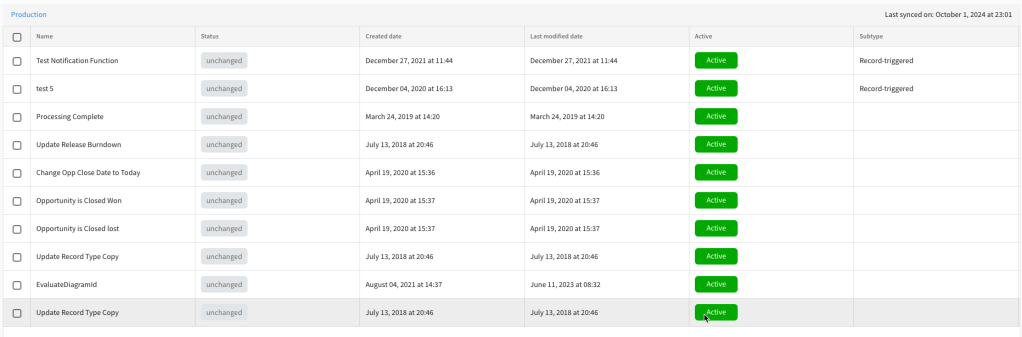 Production Last synced on: October 1, 2024 at 23:01
Name Status Created date Last modified date Active Subtype
Test Notification Function unchanged December 27, 2021 at 11:44 December 27, 2021 at 11:44 Active Record-triggered
test 5 unchanged December 04, 2020 at 16:13 December 04, 2020 at 16:13 Active Record-triggered
Processing Complete unchanged March 24, 2019 at 14:20 March 24, 2019 at 14:20 Active
Update Release Burndown unchanged July 13, 2018 at 20:46 July 13, 2018 at 20:46 Active
Change Opp Close Date to Today unchanged April 19, 2020 at 15:36 April 19, 2020 at 15:36 Active
Opportunity is Closed Won unchanged April 19, 2020 at 15:37 April 19, 2020 at 15:37 Active
Opportunity is Closed lost unchanged April 19, 2020 at 15:37 April 19, 2020 at 15:37 Active
Update Record Type Copy unchanged July 13, 2018 at 20:46 July 13, 2018 at 20:46 Active
EvaluateDiagramId unchanged August 04, 2021 at 14:37 June 11, 2023 at 08:32 Active
Update Record Type Copy unchanged July 13, 2018 at 20:46 July 13, 2018 at 20:46 Active